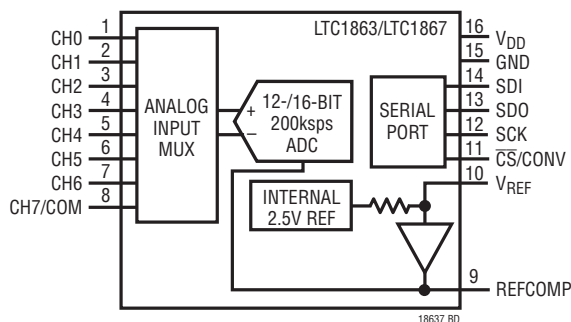 LTC1863/LTC1867
CH0 1
CH1 2
CH2 3
CH3 4
CH4 5
CH5 6
CH6 7
CH7/COM 8
ANALOG
INPUT
MUX
+
–
12-/16-BIT
200ksps
ADC
INTERNAL
2.5V REF
SERIAL
PORT
16 VDD
15 GND
14 SDI
13 SDO
12 SCK
11 C̅S̅/CONV
10 VREF
9 REFCOMP
18637 BD